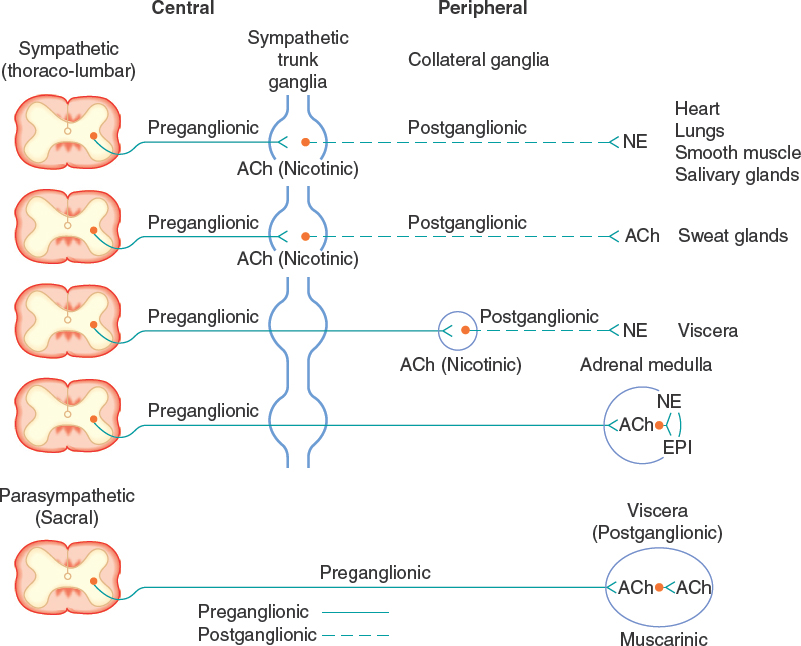 Central
Peripheral
Sympathetic
(thoraco-lumbar)
Sympathetic
trunk
ganglia
Collateral ganglia
Preganglionic
ACh (Nicotinic)
Postganglionic
NE
Heart
Lungs
Smooth muscle
Salivary glands
Preganglionic
ACh (Nicotinic)
Postganglionic
ACh
Sweat glands
Preganglionic
ACh (Nicotinic)
Postganglionic
NE
Viscera
Preganglionic
Adrenal medulla
NE
ACh
EPI
Parasympathetic
(Sacral)
Preganglionic
Viscera
(Postganglionic)
ACh
ACh
Muscarinic
Preganglionic
Postganglionic